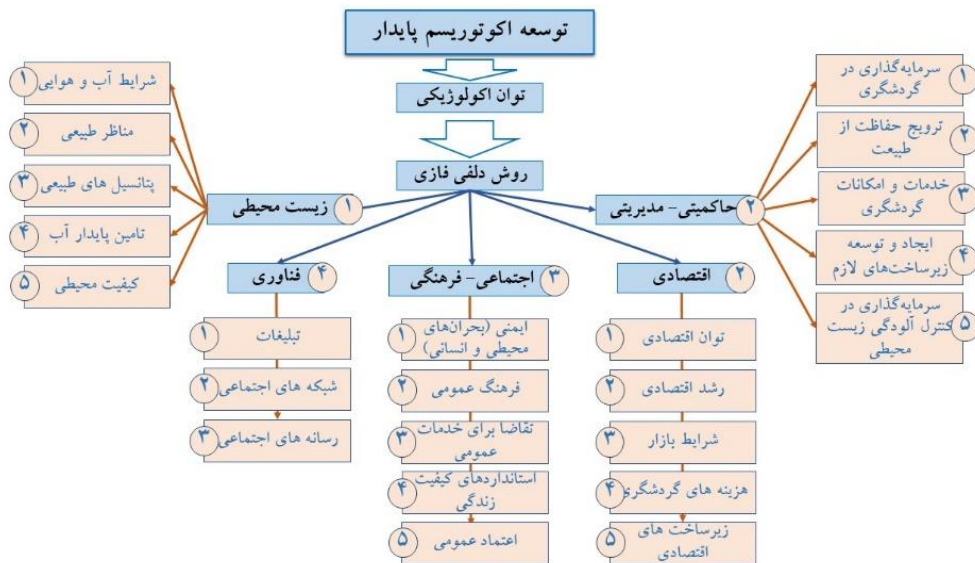 توسعه اکوتوریسم پایدار
توان اکولوژیکی
روش دلفی فازی
۲ حاکمیتی- مدیریتی
۱ سرمایه‌گذاری در
گردشگری
۲ ترویج حفاظت از
طبیعت
۳ خدمات و امکانات
گردشگری
۴ ایجاد و توسعه
زیرساخت‌های لازم
۵ سرمایه‌گذاری در
کنترل آلودگی زیست
محیطی
۱ زیست محیطی
۱ شرایط آب و هوایی
۲ مناظر طبیعی
۳ پتانسیل های طبیعی
۴ تامین پایدار آب
۵ کیفیت محیطی
۲ اقتصادی
۱ توان اقتصادی
۲ رشد اقتصادی
۳ شرایط بازار
۴ هزینه های گردشگری
۵ زیرساخت های
اقتصادی
۳ اجتماعی- فرهنگی
۱ ایمنی (بحران‌های
محیطی و انسانی)
۲ فرهنگ عمومی
۳ تقاضا برای خدمات
عمومی
۴ استانداردهای کیفیت
زندگی
۵ اعتماد عمومی
۴ فناوری
۱ تبلیغات
۲ شبکه های اجتماعی
۳ رسانه های اجتماعی